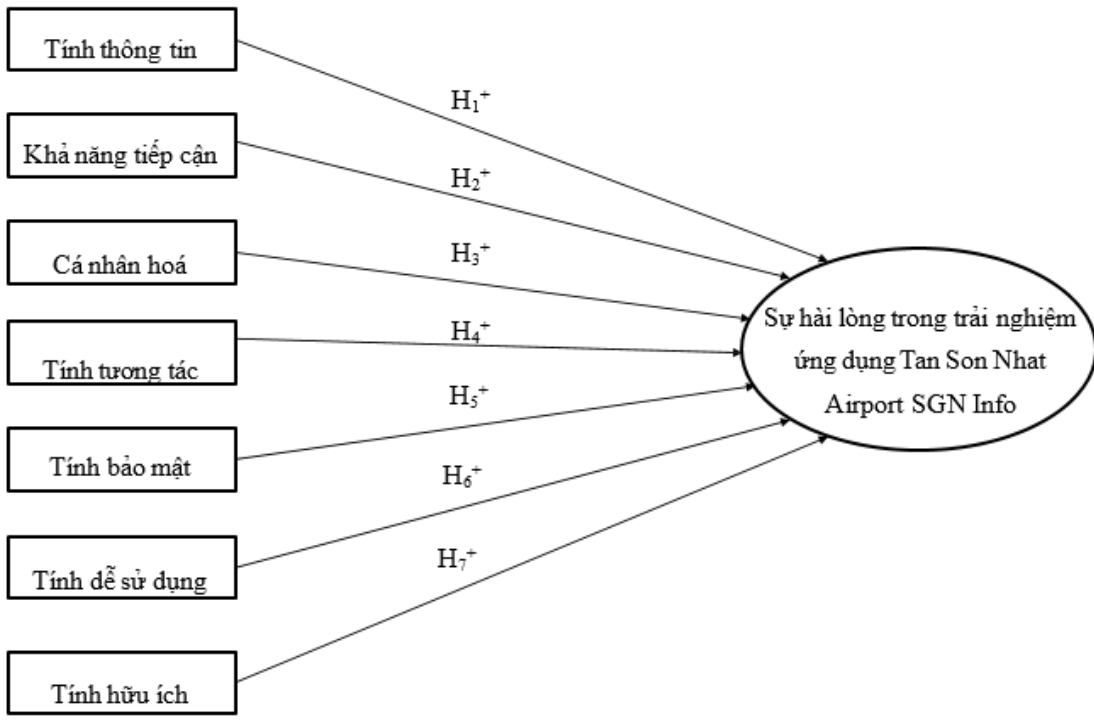 Tính thông tin
H₁⁺
Khả năng tiếp cận
H₂⁺
Cá nhân hoá
H₃⁺
Tính tương tác
H₄⁺
Tính bảo mật
H₅⁺
Tính dễ sử dụng
H₆⁺
Tính hữu ích
H₇⁺
Sự hài lòng trong trải nghiệm
ứng dụng Tan Son Nhat
Airport SGN Info